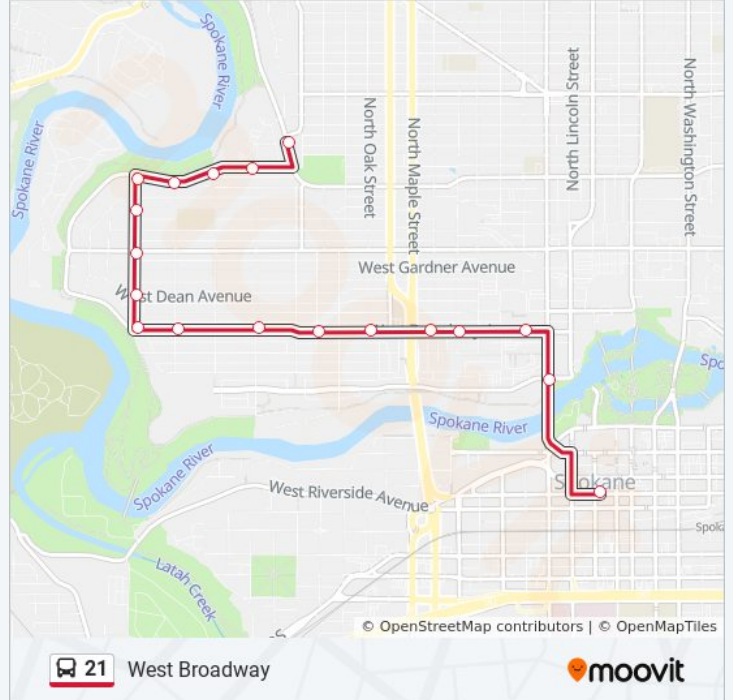 Spokane River
Spokane River
North Oak Street
North Maple Street
North Lincoln Street
North Washington Street
West Gardner Avenue
West Dean Avenue
Spokane River
Spokane River
Spokane
West Riverside Avenue
Latah Creek
© OpenStreetMap contributors | © OpenMapTiles
21 West Broadway
moovit